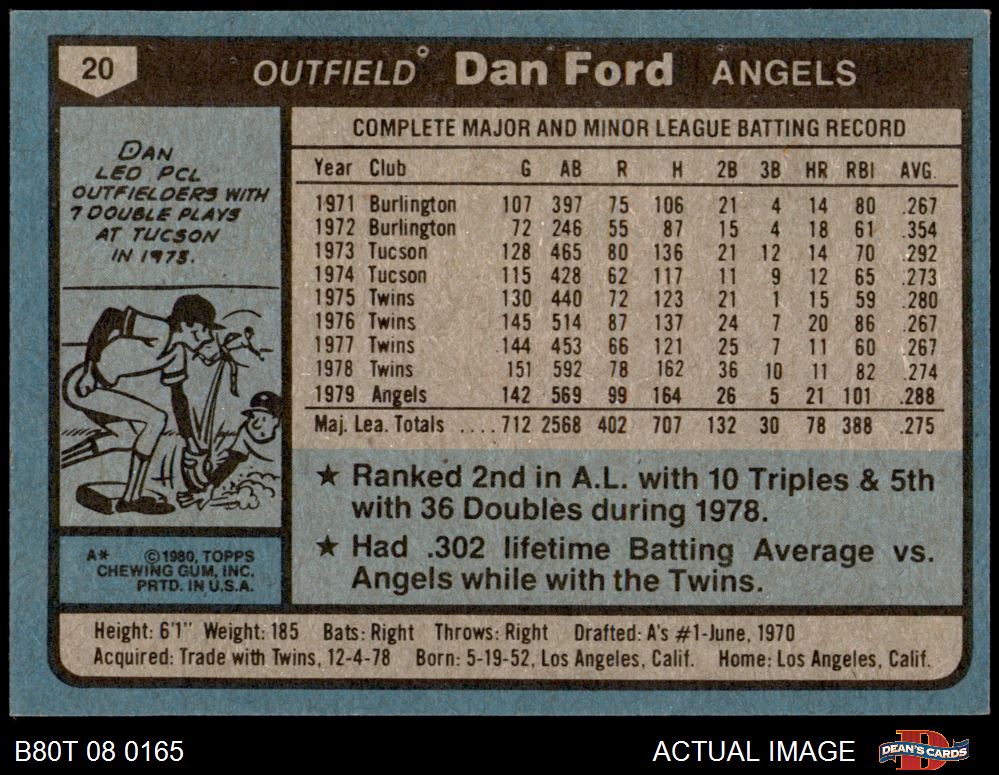 20 OUTFIELD Dan Ford ANGELS
DAN
LED PCL
OUTFIELDERS WITH
7 DOUBLE PLAYS
AT TUCSON
IN 1973.
COMPLETE MAJOR AND MINOR LEAGUE BATTING RECORD
Year Club G AB R H 2B 3B HR RBI AVG.
1971 Burlington 107 397 75 106 21 4 14 80 .267
1972 Burlington 72 246 55 87 15 4 18 61 .354
1973 Tucson 128 465 80 136 21 12 14 70 .292
1974 Tucson 115 428 62 117 11 9 12 65 .273
1975 Twins 130 440 72 123 21 1 15 59 .280
1976 Twins 145 514 87 137 24 7 20 86 .267
1977 Twins 144 453 66 121 25 7 11 60 .267
1978 Twins 151 592 78 162 36 10 11 82 .274
1979 Angels 142 569 99 164 26 5 21 101 .288
Maj. Lea. Totals ....712 2568 402 707 132 30 78 388 .275
★ Ranked 2nd in A.L. with 10 Triples & 5th
with 36 Doubles during 1978.
★ Had .302 lifetime Batting Average vs.
Angels while with the Twins.
A* ©1980, TOPPS
CHEWING GUM, INC.
PRTD. IN U.S.A.
Height: 6'1" Weight: 185 Bats: Right Throws: Right Drafted: A's #1-June, 1970
Acquired: Trade with Twins, 12-4-78 Born: 5-19-52, Los Angeles, Calif. Home: Los Angeles, Calif.
B80T 08 0165 ACTUAL IMAGE DEAN'S CARDS